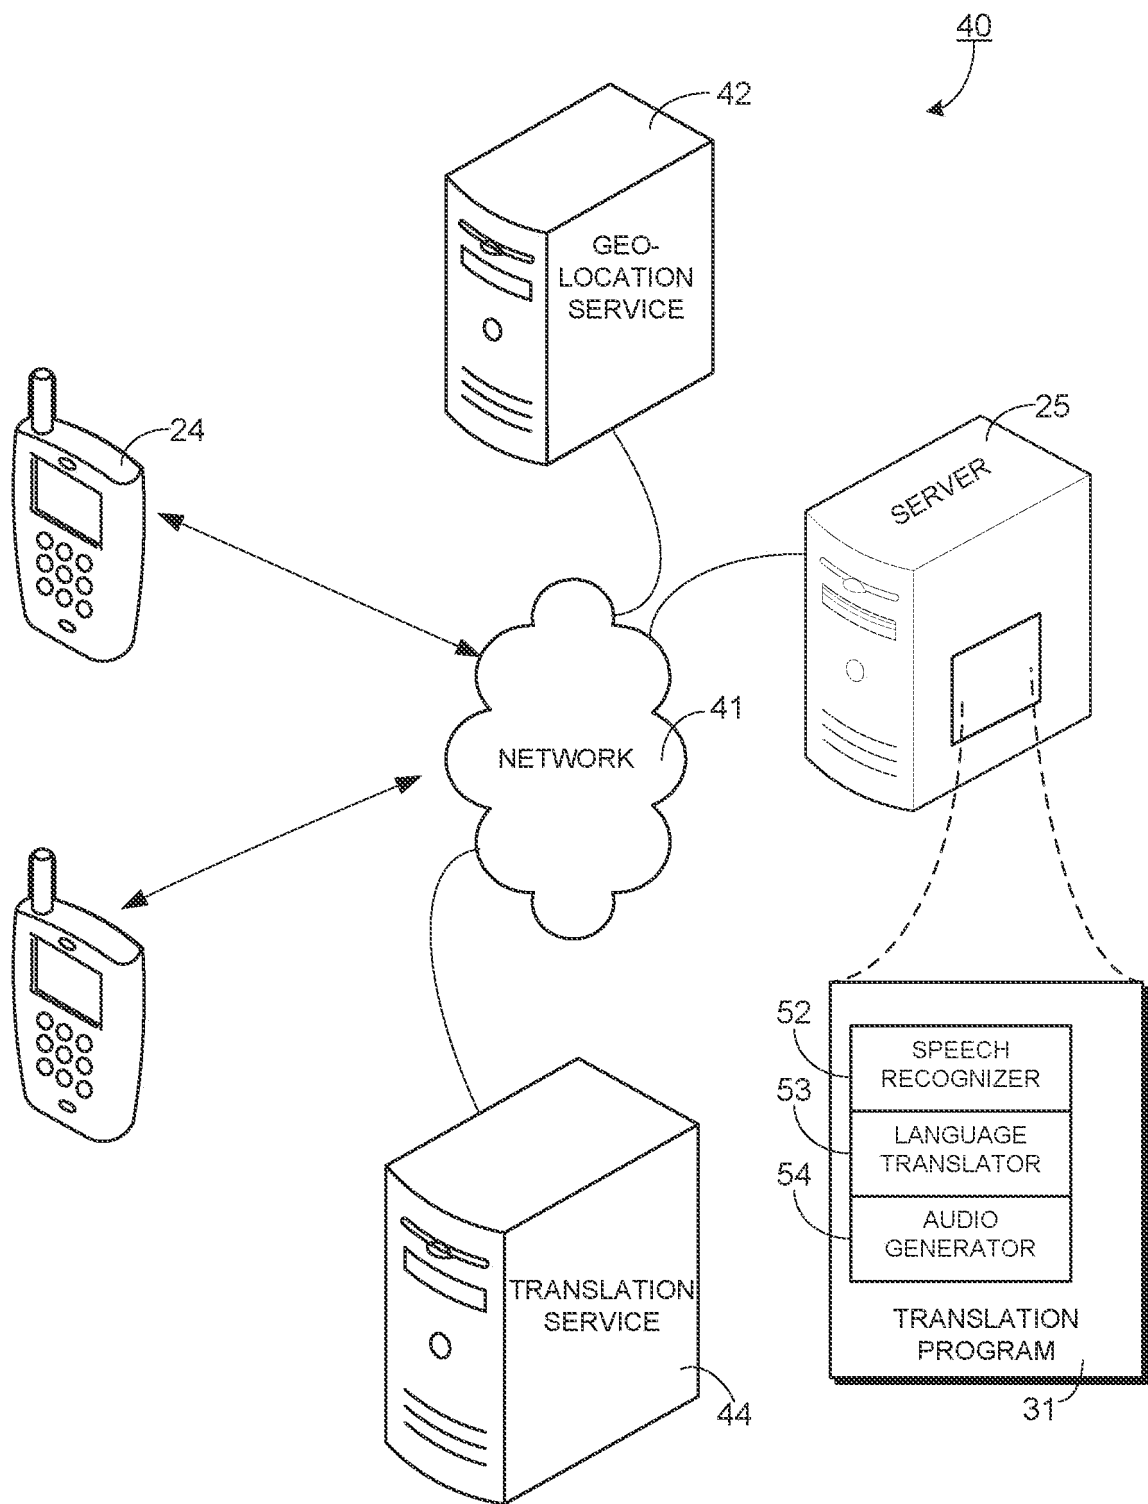 40
42
GEO-
LOCATION
SERVICE
24
25
SERVER
41
NETWORK
52
SPEECH
RECOGNIZER
53
LANGUAGE
TRANSLATOR
54
AUDIO
GENERATOR
TRANSLATION
PROGRAM
31
TRANSLATION
SERVICE
44